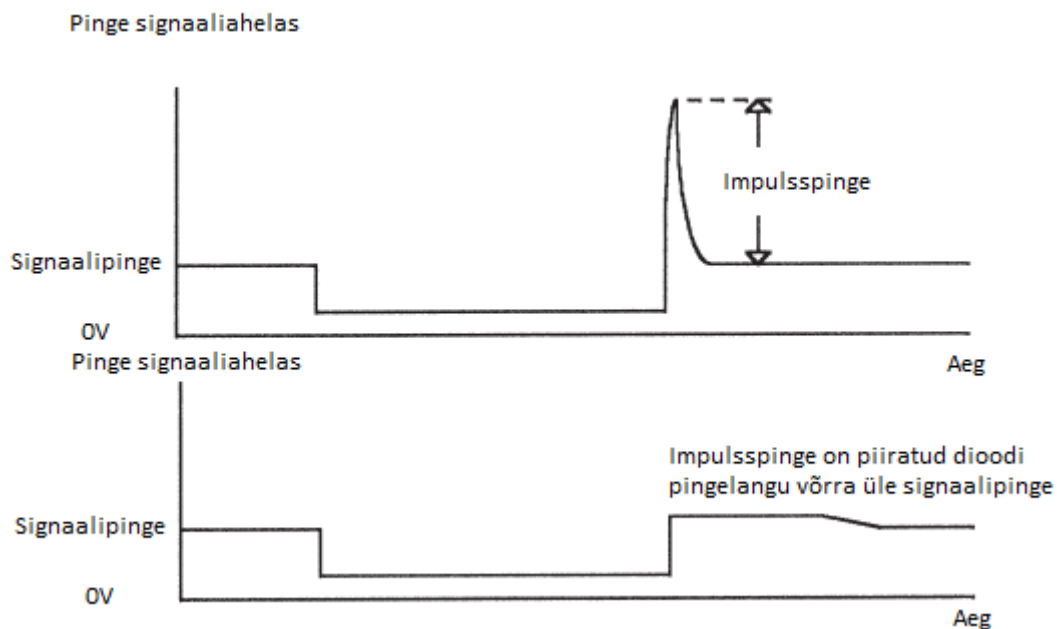 Pinge signaaliahelas
Impulsspinge
Signaalipinge
0V
Aeg
Pinge signaaliahelas
Impulsspinge on piiratud dioodi
pingelangu võrra üle signaalipinge
Signaalipinge
0V
Aeg